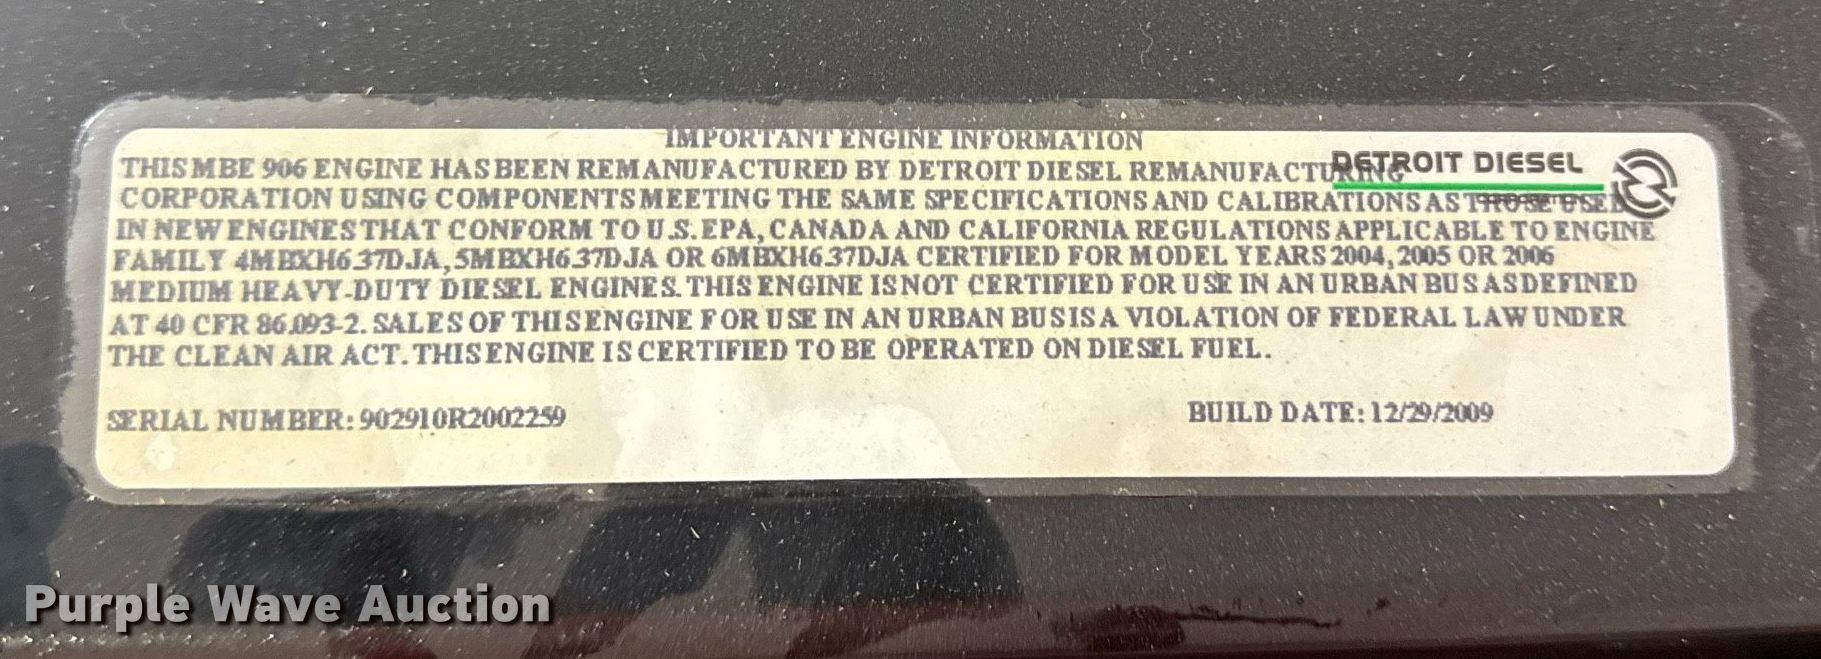 IMPORTANT ENGINE INFORMATION
THIS MBE 906 ENGINE HAS BEEN REMANUFACTURED BY DETROIT DIESEL REMANUFACTURING
DETROIT DIESEL
CORPORATION USING COMPONENTS MEETING THE SAME SPECIFICATIONS AND CALIBRATIONS AS THOSE USED
IN NEW ENGINES THAT CONFORM TO U.S. EPA, CANADA AND CALIFORNIA REGULATIONS APPLICABLE TO ENGINE
FAMILY 4MBXH6.37DJA, 5MBXH6.37DJA OR 6MBXH6.37DJA CERTIFIED FOR MODEL YEARS 2004, 2005 OR 2006
MEDIUM HEAVY-DUTY DIESEL ENGINES. THIS ENGINE IS NOT CERTIFIED FOR USE IN AN URBAN BUS AS DEFINED
AT 40 CFR 86.093-2. SALES OF THIS ENGINE FOR USE IN AN URBAN BUS IS A VIOLATION OF FEDERAL LAW UNDER
THE CLEAN AIR ACT. THIS ENGINE IS CERTIFIED TO BE OPERATED ON DIESEL FUEL.
SERIAL NUMBER: 902910R2002259
BUILD DATE: 12/29/2009
Purple Wave Auction